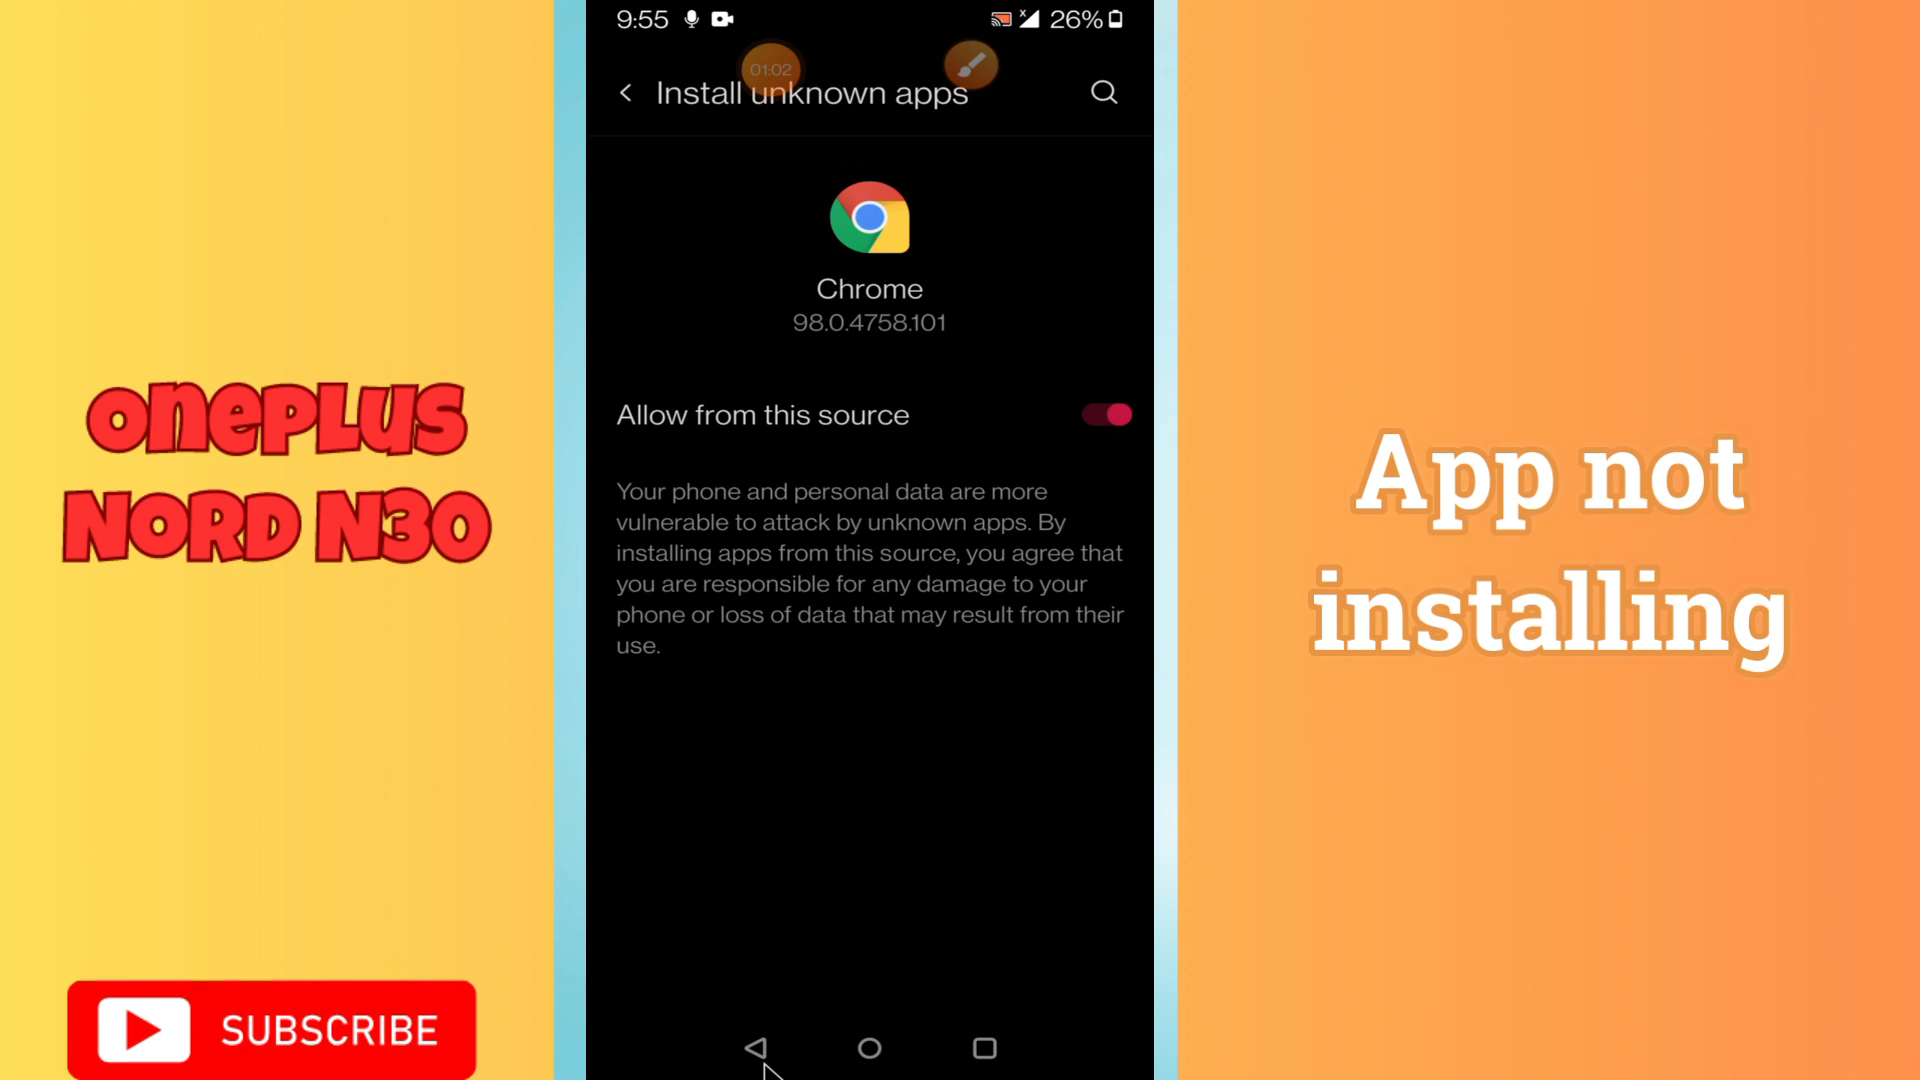 oneplus
Nord N30
SUBSCRIBE
9:55
26%
01:02
Install unknown apps
Chrome
98.0.4758.101
Allow from this source
Your phone and personal data are more
vulnerable to attack by unknown apps. By
installing apps from this source, you agree that
you are responsible for any damage to your
phone or loss of data that may result from their
use.
App not
installing